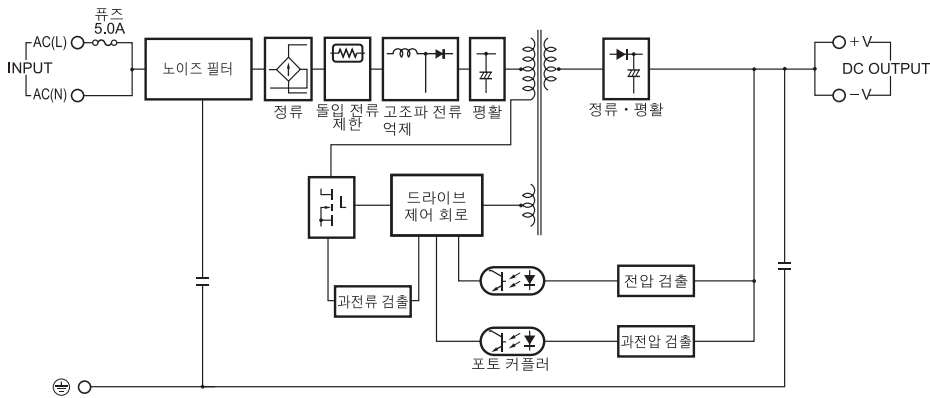 퓨즈
5.0A
AC(L)
INPUT
AC(N)
노이즈 필터
정류
돌입 전류
제한
고조파 전류
억제
평활
정류・평활
+V
DC OUTPUT
−V
드라이브
제어 회로
과전류 검출
전압 검출
과전압 검출
포토 커플러